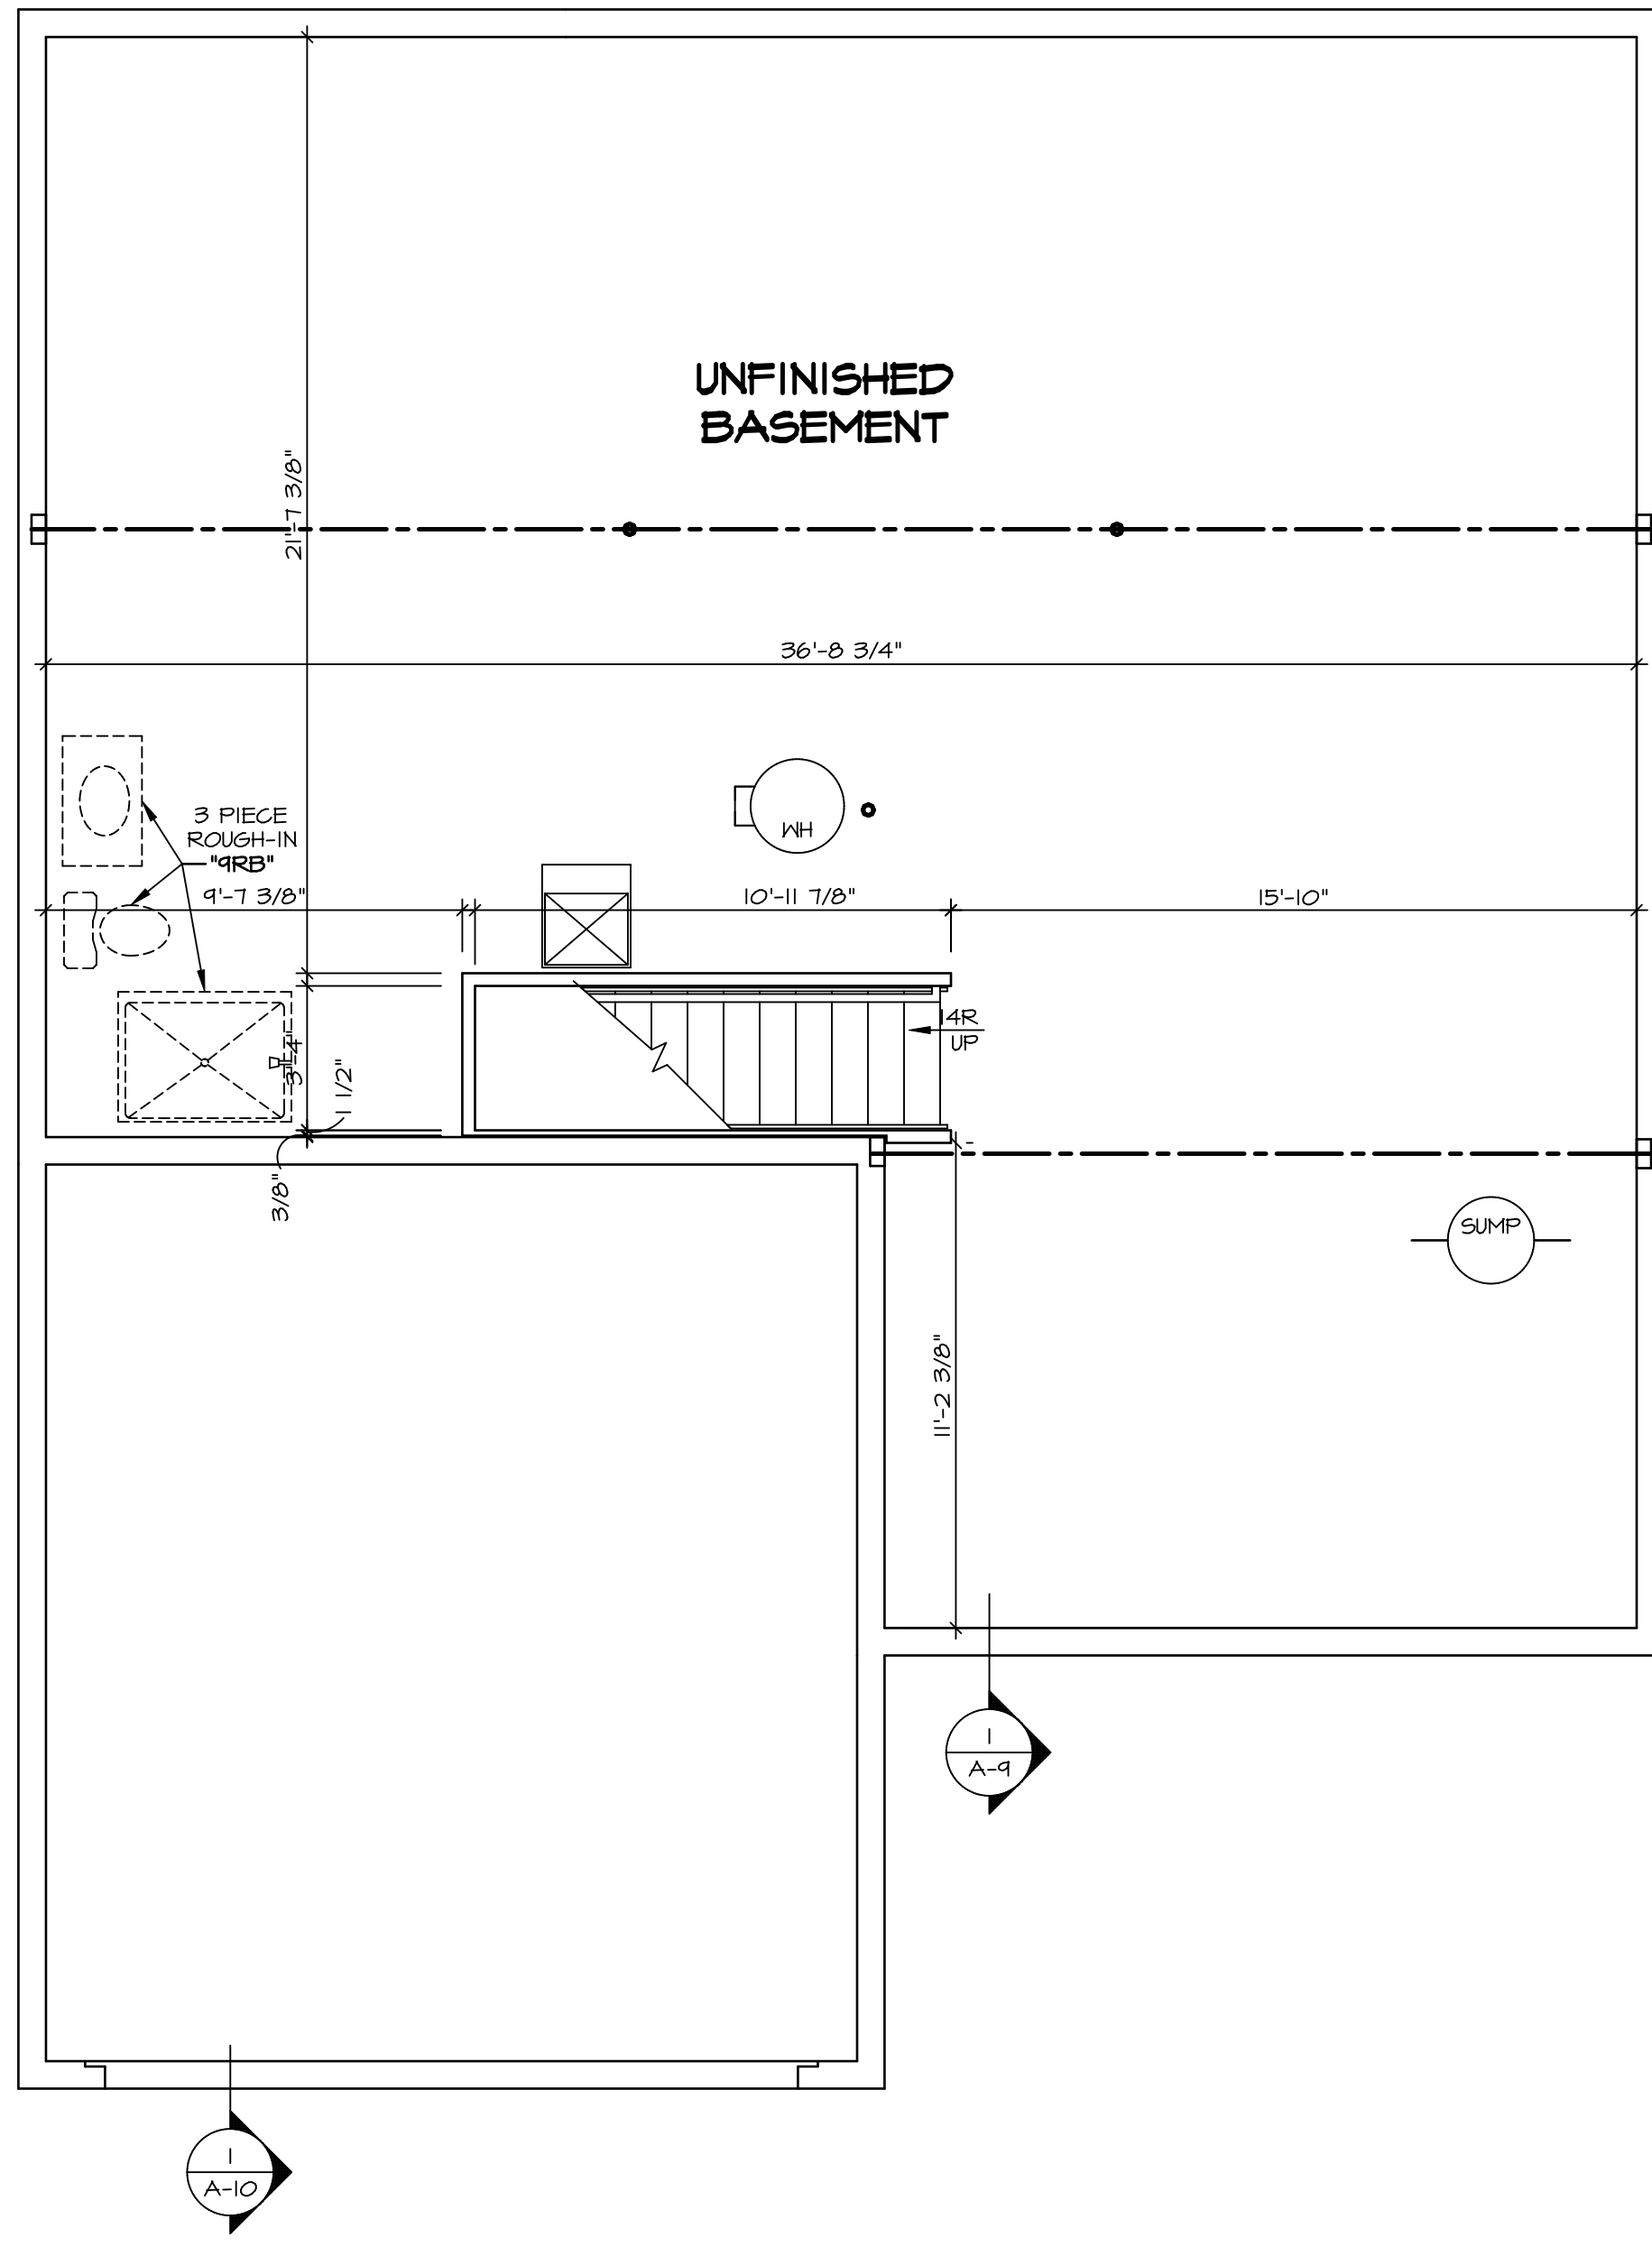 UNFINISHED
BASEMENT
21'-7 3/8"
36'-8 3/4"
3 PIECE
ROUGH-IN
"9RB"
WH
9'-7 3/8"
10'-11 7/8"
15'-10"
14R
UP
3'-4"
1 1/2"
3/8"
SUMP
11'-2 3/8"
1
A-9
1
A-10